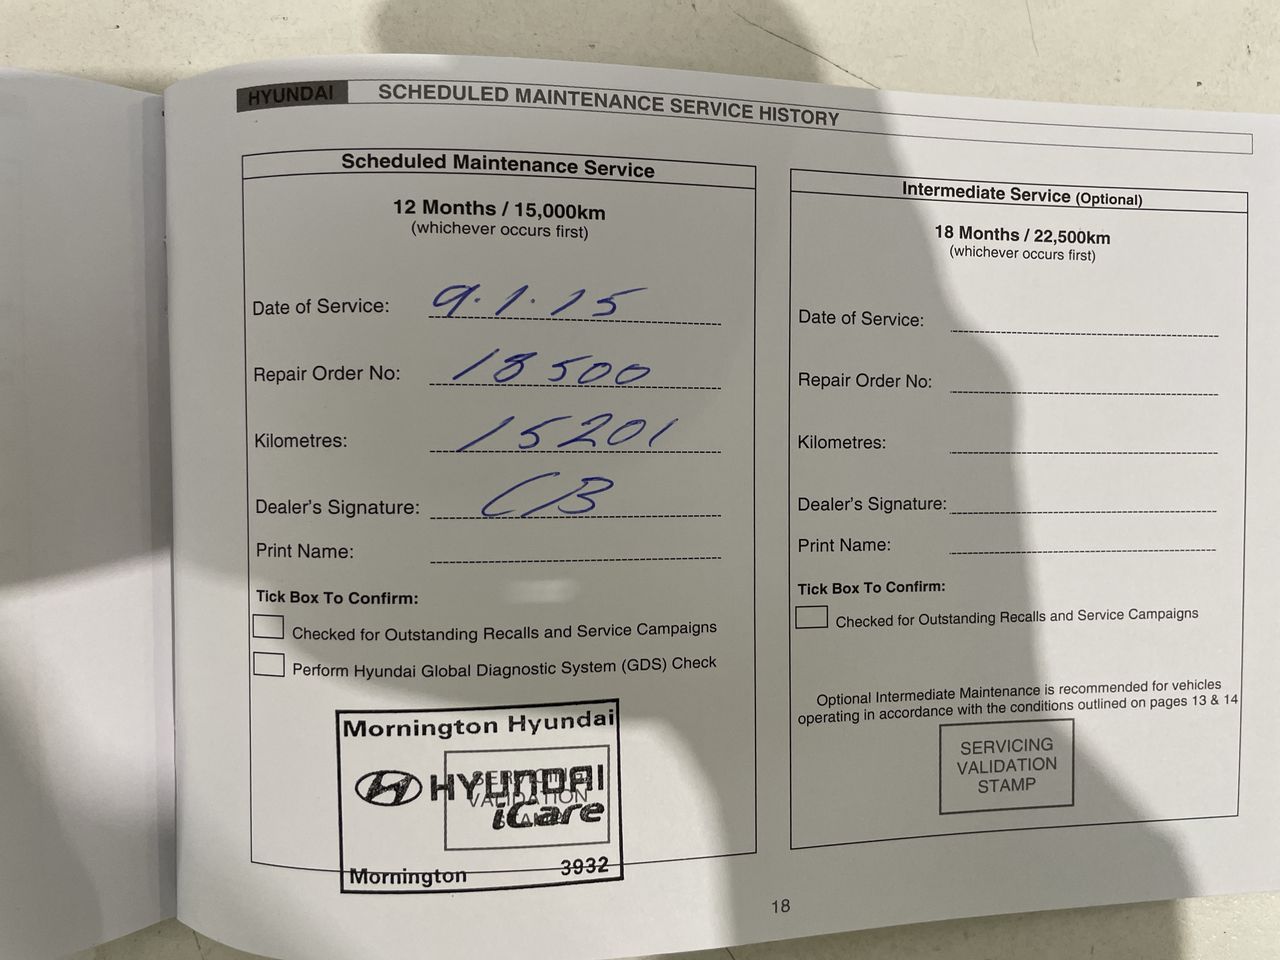 HYUNDAI SCHEDULED MAINTENANCE SERVICE HISTORY
Scheduled Maintenance Service
12 Months / 15,000km
(whichever occurs first)
Date of Service: 9.1.15
Repair Order No: 18500
Kilometres: 15201
Dealer's Signature: CB
Print Name:
Tick Box To Confirm:
Checked for Outstanding Recalls and Service Campaigns
Perform Hyundai Global Diagnostic System (GDS) Check
Mornington Hyundai
HYUNDAI
iCare
SERVICING
VALIDATION
STAMP
Mornington 3932
Intermediate Service (Optional)
18 Months / 22,500km
(whichever occurs first)
Date of Service:
Repair Order No:
Kilometres:
Dealer's Signature:
Print Name:
Tick Box To Confirm:
Checked for Outstanding Recalls and Service Campaigns
Optional Intermediate Maintenance is recommended for vehicles
operating in accordance with the conditions outlined on pages 13 & 14
SERVICING
VALIDATION
STAMP
18